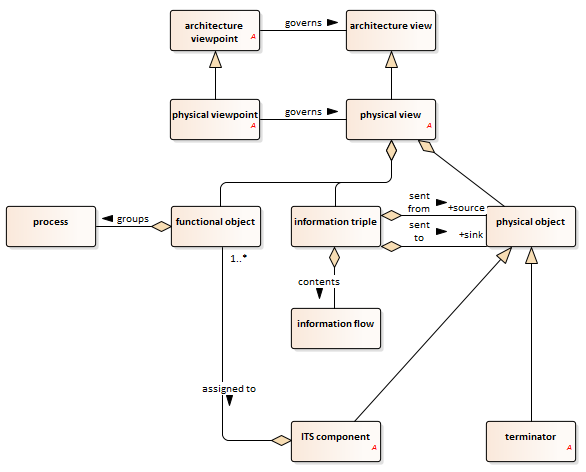 architecture
viewpoint
A
governs
architecture view
physical viewpoint
A
governs
physical view
A
process
groups
functional object
information triple
sent
from
+source
sent
to
+sink
physical object
1..*
contents
information flow
assigned to
ITS component
A
terminator
A